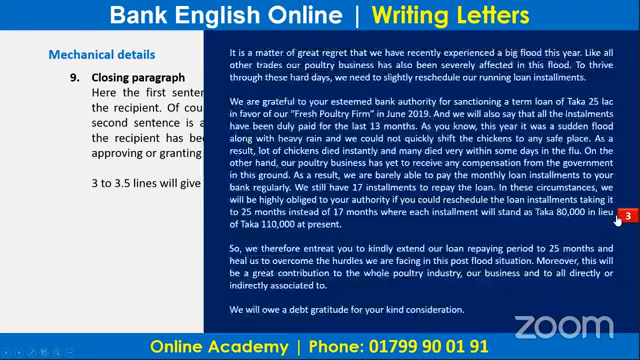 Bank English Online | Writing Letters
Mechanical details
9. Closing paragraph
Here the first senten
the recipient. Of cou
second sentence is a
the recipient has be
approving or granting
3 to 3.5 lines will give
It is a matter of great regret that we have recently experienced a big flood this year. Like all
other trades our poultry business has also been severely affected in this flood. To thrive
through these hard days, we need to slightly reschedule our running loan installments.
We are grateful to your esteemed bank authority for sanctioning a term loan of Taka 25 lac
in favor of our "Fresh Poultry Firm" in June 2019. And we will also say that all the instalments
have been duly paid for the last 13 months. As you know, this year it was a sudden flood
along with heavy rain and we could not quickly shift the chickens to any safe place. As a
result, lot of chickens died instantly and many died very within some days in the flu. On the
other hand, our poultry business has yet to receive any compensation from the government
in this ground. As a result, we are barely able to pay the monthly loan installments to your
bank regularly. We still have 17 installments to repay the loan. In these circumstances, we
will be highly obliged to your authority if you could reschedule the loan installments taking it
to 25 months instead of 17 months where each installment will stand as Taka 80,000 in lieu
of Taka 110,000 at present.
So, we therefore entreat you to kindly extend our loan repaying period to 25 months and
heal us to overcome the hurdles we are facing in this post flood situation. Moreover, this will
be a great contribution to the whole poultry industry, our business and to all directly or
indirectly associated to.
We will owe a debt gratitude for your kind consideration.
3
zoom
Online Academy | Phone: 01799 90 01 91